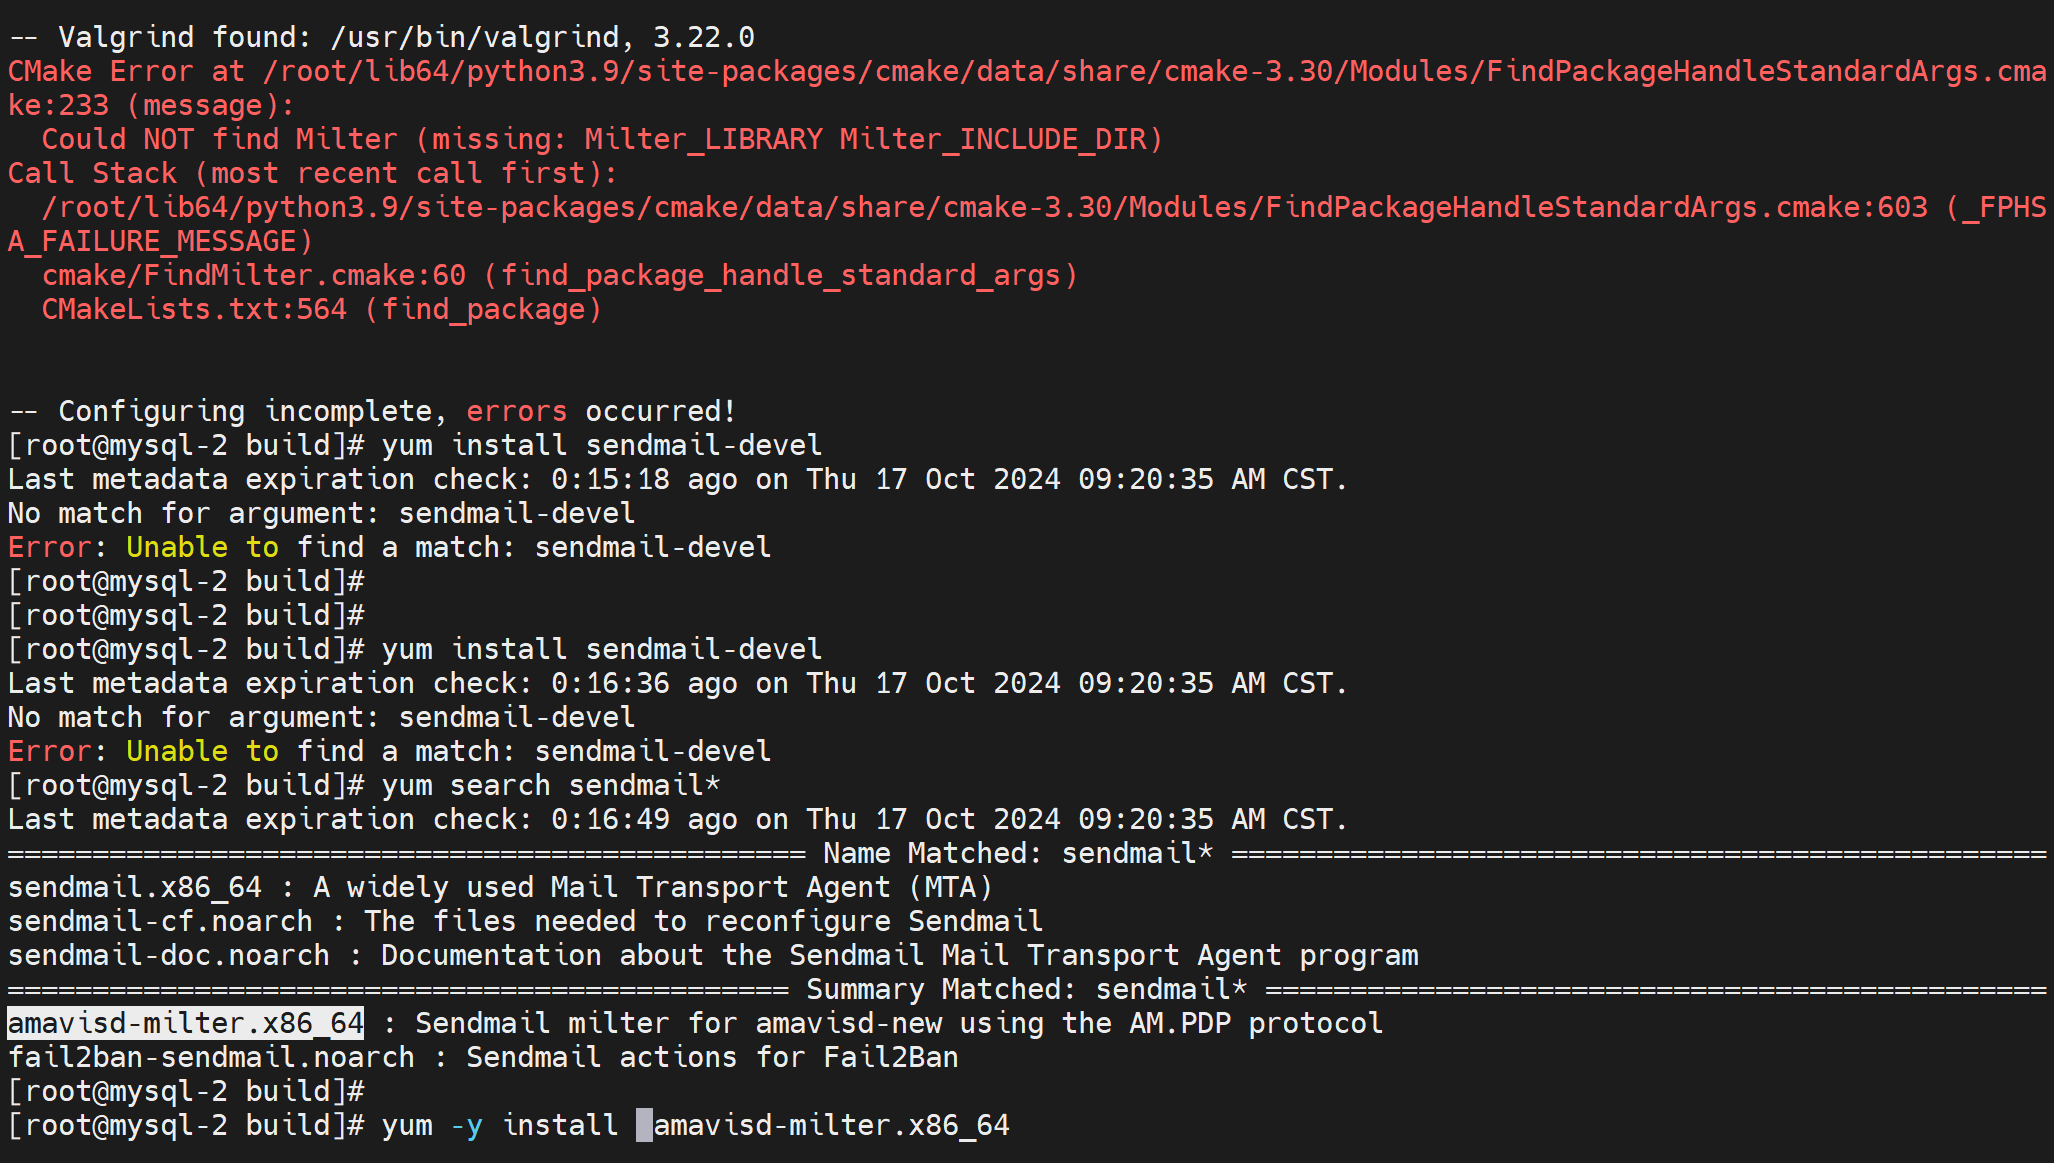 -- Valgrind found: /usr/bin/valgrind, 3.22.0
CMake Error at /root/lib64/python3.9/site-packages/cmake/data/share/cmake-3.30/Modules/FindPackageHandleStandardArgs.cma
ke:233 (message):
  Could NOT find Milter (missing: Milter_LIBRARY Milter_INCLUDE_DIR)
Call Stack (most recent call first):
  /root/lib64/python3.9/site-packages/cmake/data/share/cmake-3.30/Modules/FindPackageHandleStandardArgs.cmake:603 (_FPHS
A_FAILURE_MESSAGE)
  cmake/FindMilter.cmake:60 (find_package_handle_standard_args)
  CMakeLists.txt:564 (find_package)
-- Configuring incomplete, errors occurred!
[root@mysql-2 build]# yum install sendmail-devel
Last metadata expiration check: 0:15:18 ago on Thu 17 Oct 2024 09:20:35 AM CST.
No match for argument: sendmail-devel
Error: Unable to find a match: sendmail-devel
[root@mysql-2 build]#
[root@mysql-2 build]#
[root@mysql-2 build]# yum install sendmail-devel
Last metadata expiration check: 0:16:36 ago on Thu 17 Oct 2024 09:20:35 AM CST.
No match for argument: sendmail-devel
Error: Unable to find a match: sendmail-devel
[root@mysql-2 build]# yum search sendmail*
Last metadata expiration check: 0:16:49 ago on Thu 17 Oct 2024 09:20:35 AM CST.
=============================================== Name Matched: sendmail* ================================================
sendmail.x86_64 : A widely used Mail Transport Agent (MTA)
sendmail-cf.noarch : The files needed to reconfigure Sendmail
sendmail-doc.noarch : Documentation about the Sendmail Mail Transport Agent program
============================================== Summary Matched: sendmail* ==============================================
amavisd-milter.x86_64 : Sendmail milter for amavisd-new using the AM.PDP protocol
fail2ban-sendmail.noarch : Sendmail actions for Fail2Ban
[root@mysql-2 build]#
[root@mysql-2 build]# yum -y install amavisd-milter.x86_64